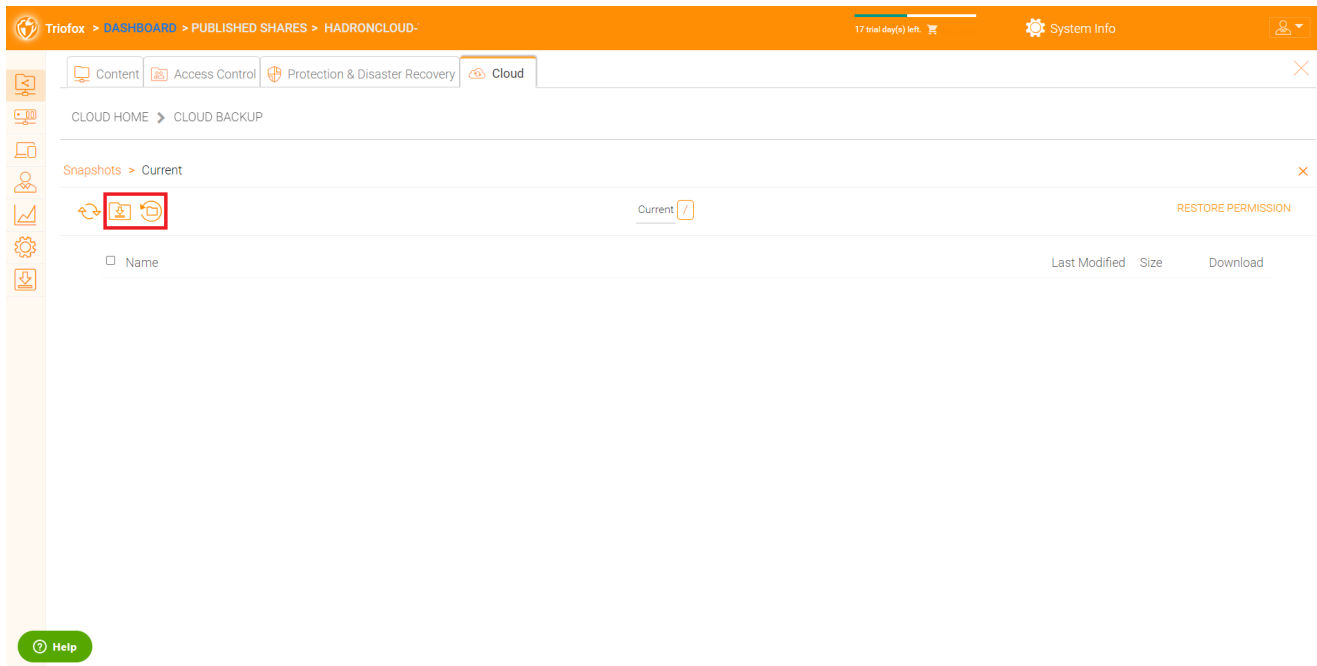 Triofox > DASHBOARD > PUBLISHED SHARES > HADRONCLOUD-
17 trial day(s) left.
System Info
Content
Access Control
Protection & Disaster Recovery
Cloud
CLOUD HOME > CLOUD BACKUP
Snapshots > Current
Current /
RESTORE PERMISSION
Name
Last Modified
Size
Download
? Help